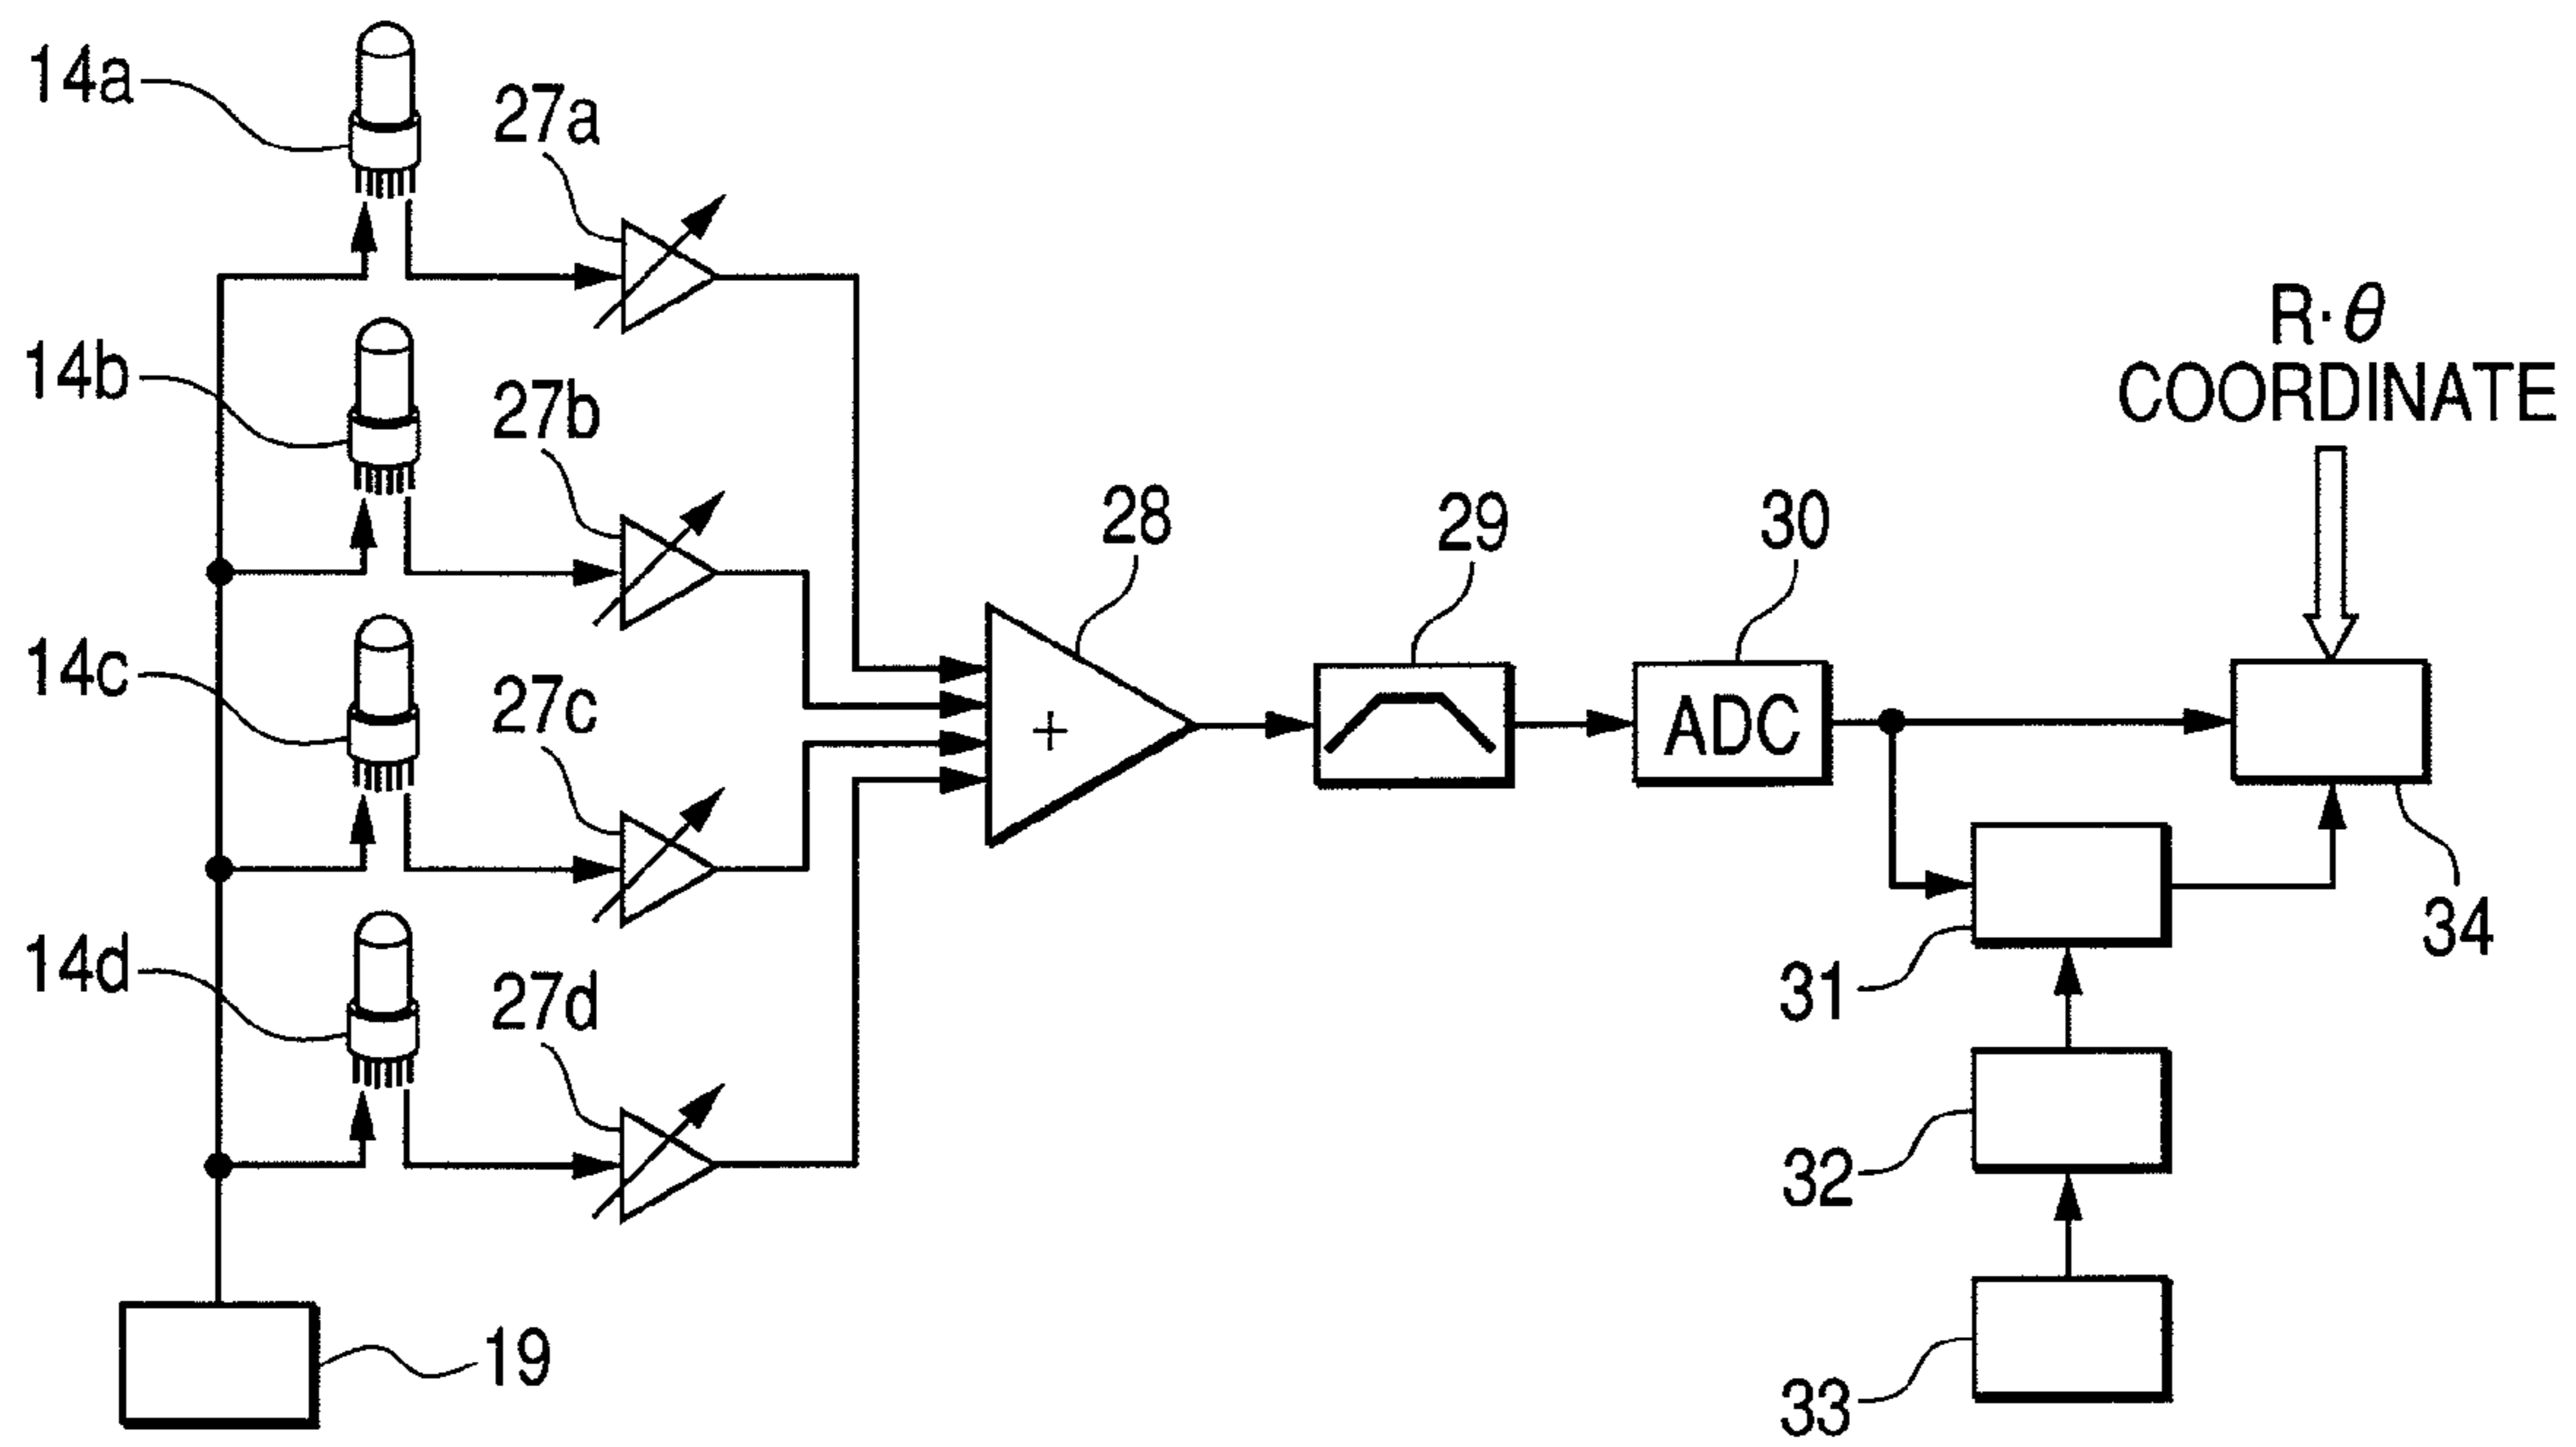 14a
27a
14b
27b
14c
27c
14d
27d
19
28
+
29
30
ADC
R·θ
COORDINATE
34
31
32
33